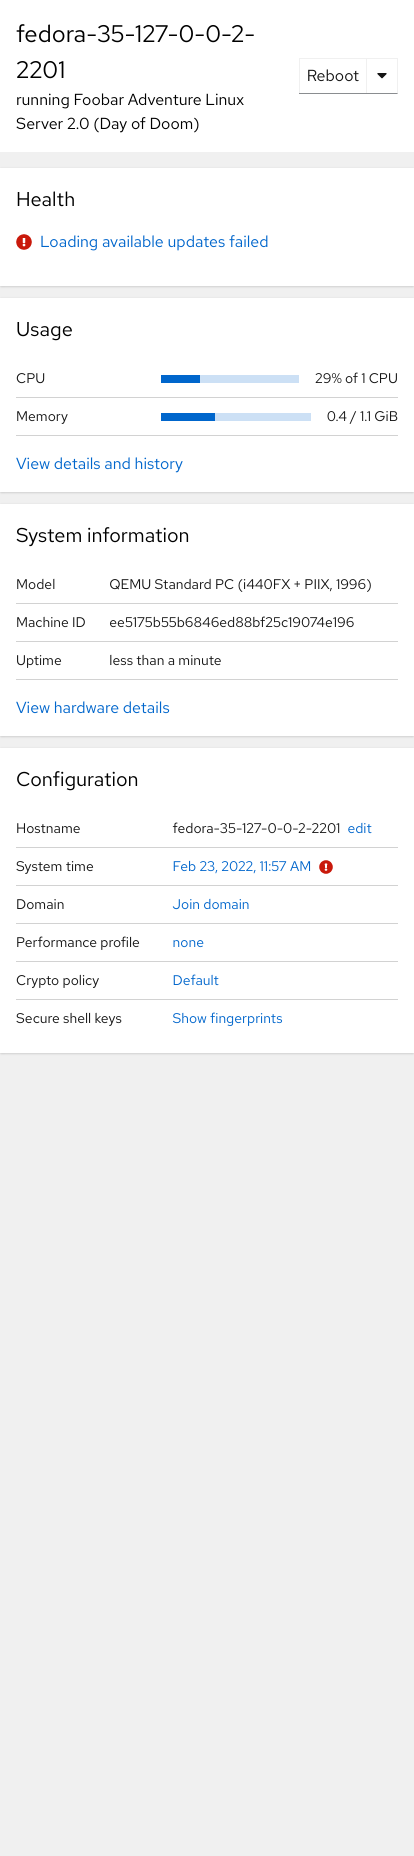 fedora-35-127-0-0-2-
2201
running Foobar Adventure Linux
Server 2.0 (Day of Doom)
Reboot
Health
Loading available updates failed
Usage
CPU 29% of 1 CPU
Memory 0.4 / 1.1 GiB
View details and history
System information
Model QEMU Standard PC (i440FX + PIIX, 1996)
Machine ID ee5175b55b6846ed88bf25c19074e196
Uptime less than a minute
View hardware details
Configuration
Hostname fedora-35-127-0-0-2-2201 edit
System time Feb 23, 2022, 11:57 AM
Domain Join domain
Performance profile none
Crypto policy Default
Secure shell keys Show fingerprints